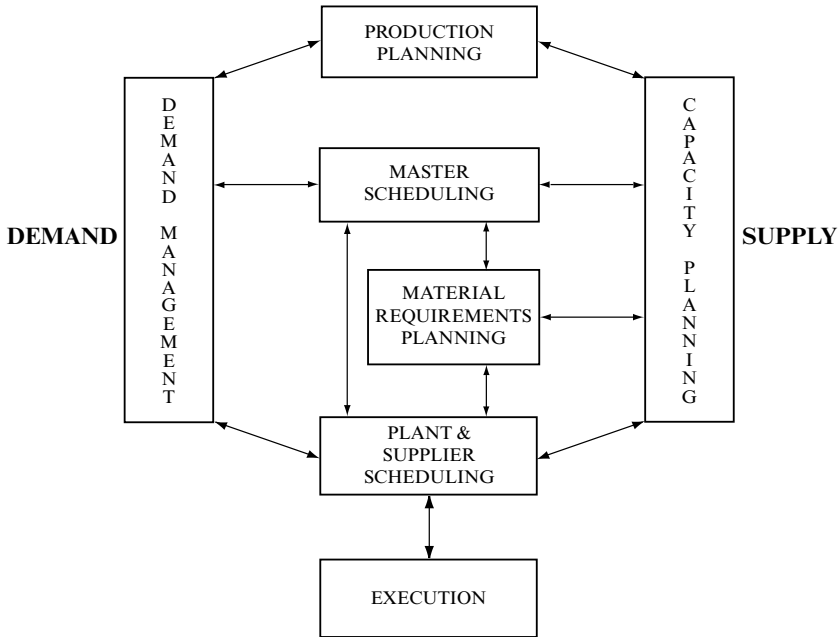 PRODUCTION
PLANNING
DEMAND MANAGEMENT
CAPACITY PLANNING
MASTER
SCHEDULING
DEMAND
SUPPLY
MATERIAL
REQUIREMENTS
PLANNING
PLANT &
SUPPLIER
SCHEDULING
EXECUTION